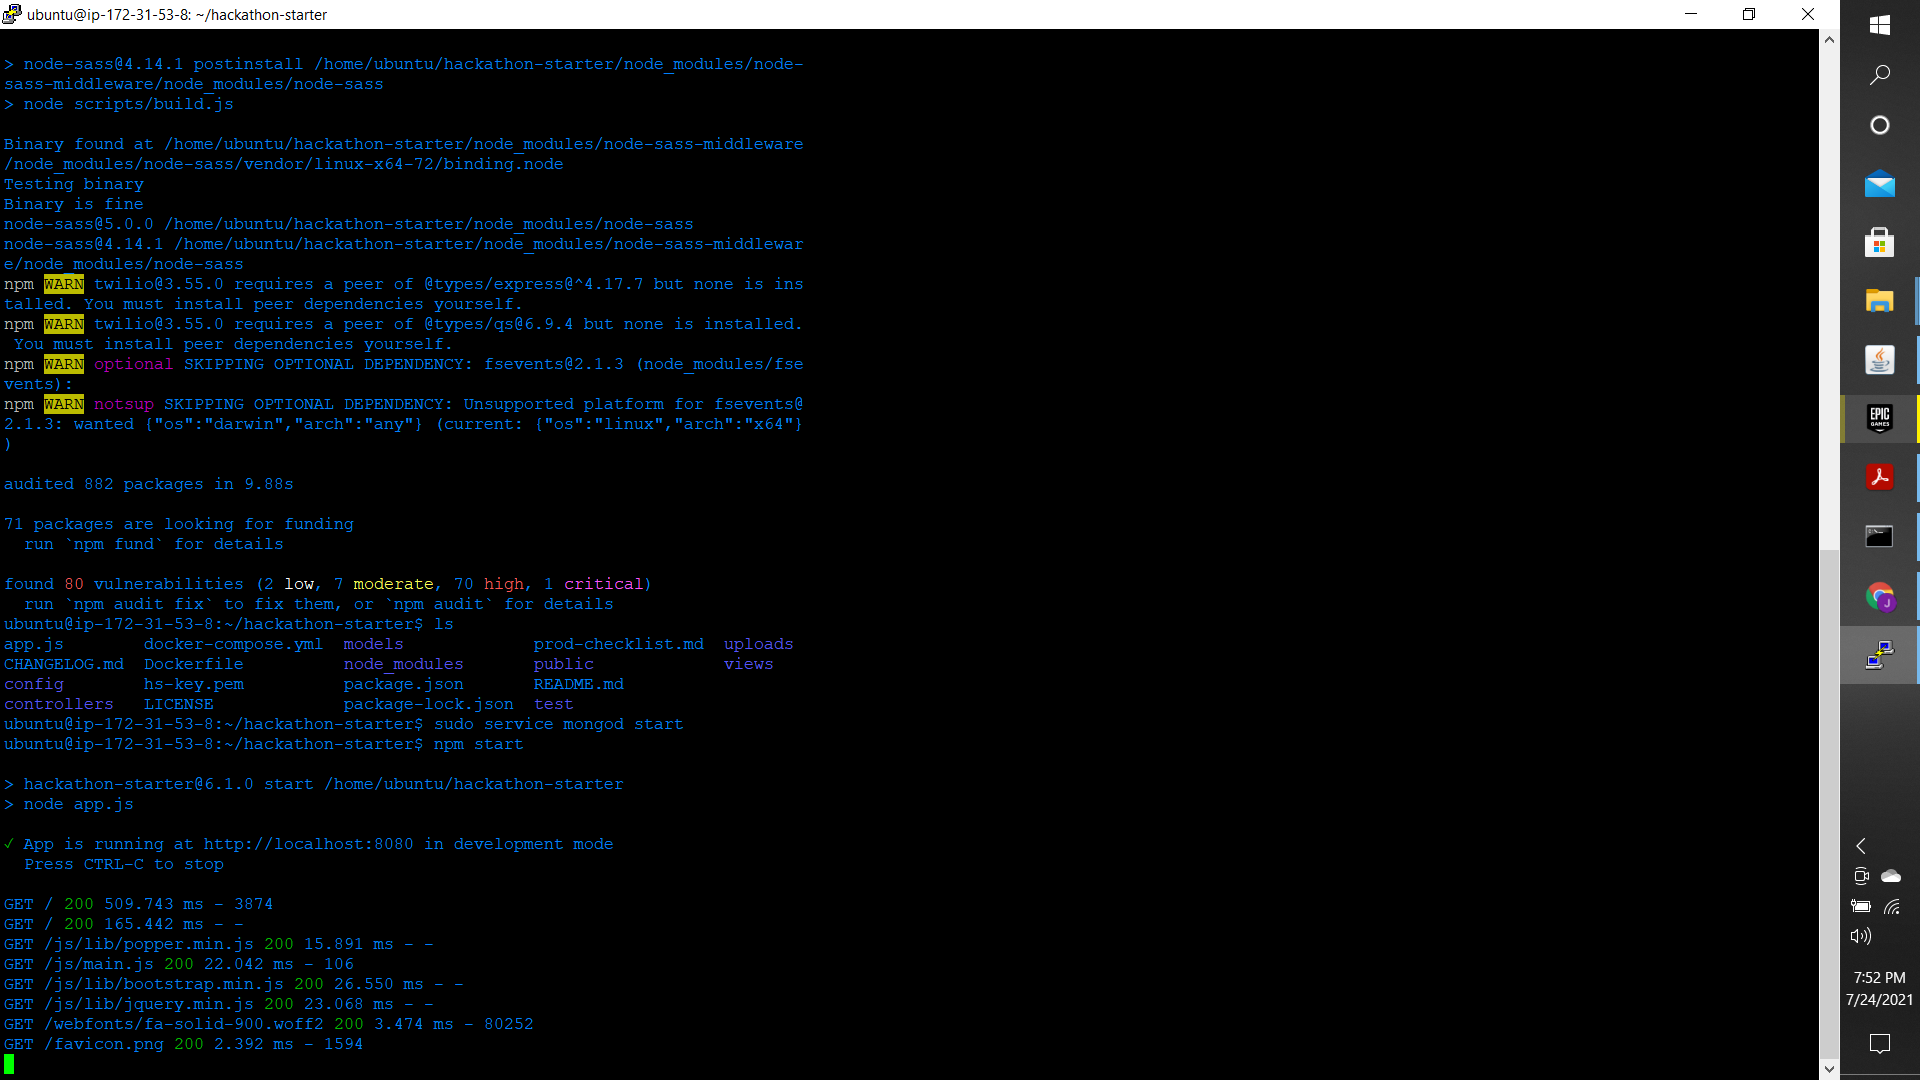 ubuntu@ip-172-31-53-8: ~/hackathon-starter
> node-sass@4.14.1 postinstall /home/ubuntu/hackathon-starter/node_modules/node-
sass-middleware/node_modules/node-sass
> node scripts/build.js
Binary found at /home/ubuntu/hackathon-starter/node_modules/node-sass-middleware
/node_modules/node-sass/vendor/linux-x64-72/binding.node
Testing binary
Binary is fine
node-sass@5.0.0 /home/ubuntu/hackathon-starter/node_modules/node-sass
node-sass@4.14.1 /home/ubuntu/hackathon-starter/node_modules/node-sass-middlewar
e/node_modules/node-sass
npm WARN twilio@3.55.0 requires a peer of @types/express@^4.17.7 but none is ins
talled. You must install peer dependencies yourself.
npm WARN twilio@3.55.0 requires a peer of @types/qs@6.9.4 but none is installed.
 You must install peer dependencies yourself.
npm WARN optional SKIPPING OPTIONAL DEPENDENCY: fsevents@2.1.3 (node_modules/fse
vents):
npm WARN notsup SKIPPING OPTIONAL DEPENDENCY: Unsupported platform for fsevents@
2.1.3: wanted {"os":"darwin","arch":"any"} (current: {"os":"linux","arch":"x64"}
)
audited 882 packages in 9.88s
71 packages are looking for funding
  run `npm fund` for details
found 80 vulnerabilities (2 low, 7 moderate, 70 high, 1 critical)
  run `npm audit fix` to fix them, or `npm audit` for details
ubuntu@ip-172-31-53-8:~/hackathon-starter$ ls
app.js        docker-compose.yml  models             prod-checklist.md  uploads
CHANGELOG.md  Dockerfile          node_modules       public             views
config        hs-key.pem          package.json       README.md
controllers   LICENSE             package-lock.json  test
ubuntu@ip-172-31-53-8:~/hackathon-starter$ sudo service mongod start
ubuntu@ip-172-31-53-8:~/hackathon-starter$ npm start
> hackathon-starter@6.1.0 start /home/ubuntu/hackathon-starter
> node app.js
✓ App is running at http://localhost:8080 in development mode
  Press CTRL-C to stop
GET / 200 509.743 ms - 3874
GET / 200 165.442 ms - -
GET /js/lib/popper.min.js 200 15.891 ms - -
GET /js/main.js 200 22.042 ms - 106
GET /js/lib/bootstrap.min.js 200 26.550 ms - -
GET /js/lib/jquery.min.js 200 23.068 ms - -
GET /webfonts/fa-solid-900.woff2 200 3.474 ms - 80252
GET /favicon.png 200 2.392 ms - 1594
EPIC
GAMES
J
7:52 PM
7/24/2021